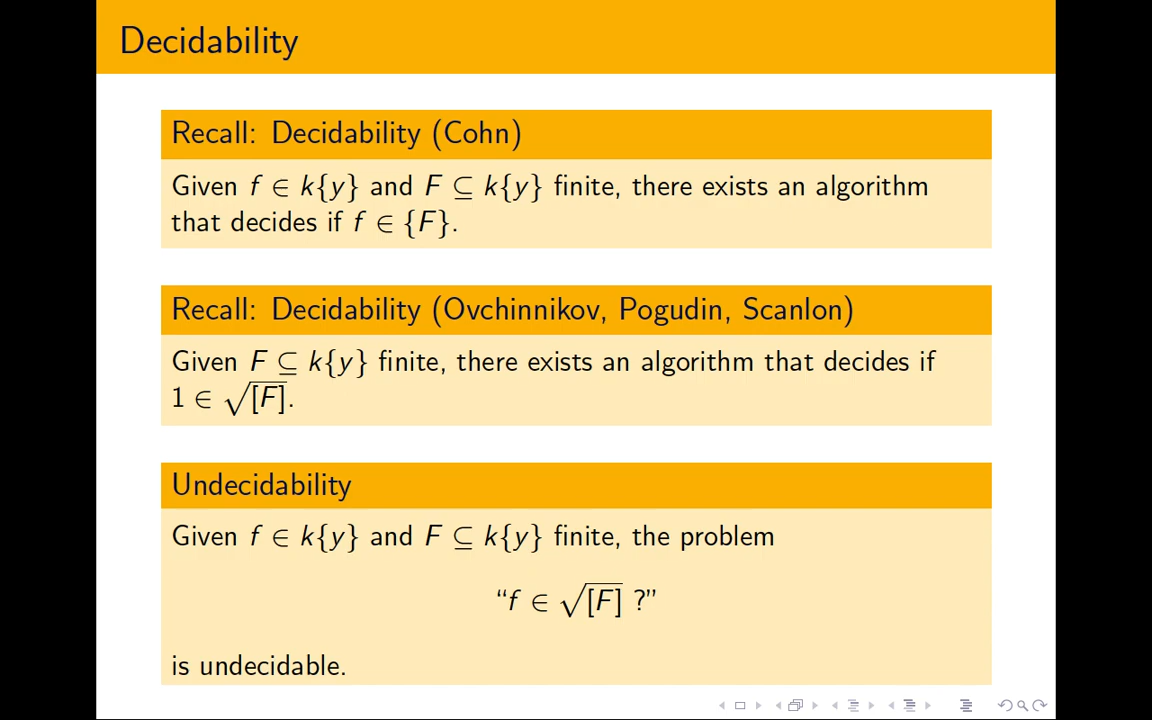 Decidability
Recall: Decidability (Cohn)
Given f ∈ k{y} and F ⊆ k{y} finite, there exists an algorithm
that decides if f ∈ {F}.
Recall: Decidability (Ovchinnikov, Pogudin, Scanlon)
Given F ⊆ k{y} finite, there exists an algorithm that decides if
1 ∈ √[F].
Undecidability
Given f ∈ k{y} and F ⊆ k{y} finite, the problem
“f ∈ √[F] ?”
is undecidable.